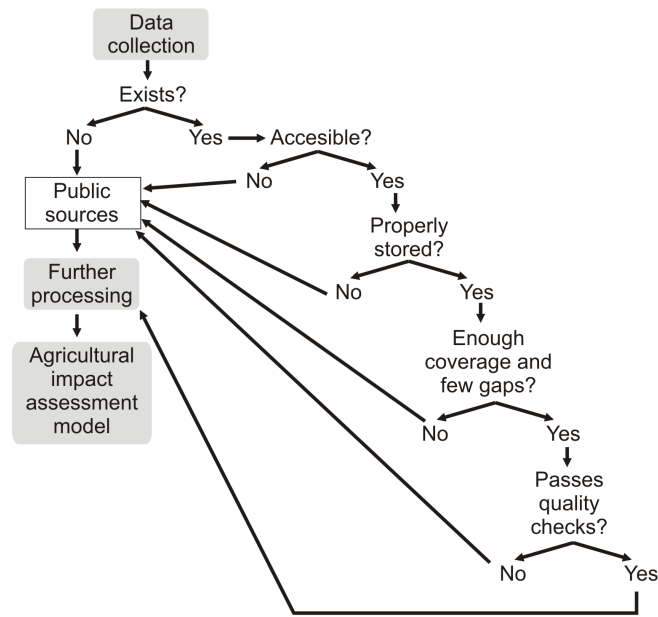 Data
collection
Exists?
No
Yes
Accesible?
No
Yes
Public
sources
Properly
stored?
Further
processing
No
Yes
Enough
coverage and
few gaps?
Agricultural
impact
assessment
model
No
Yes
Passes
quality
checks?
No
Yes